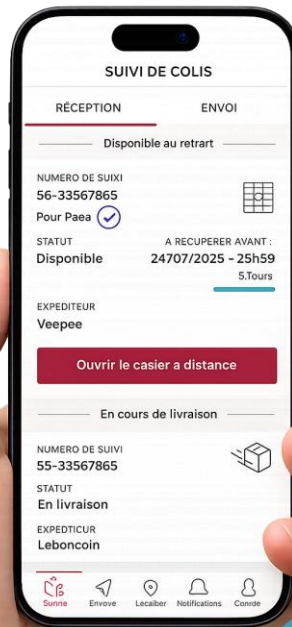 SUIVI DE COLIS
RÉCEPTION ENVOI
Disponible au retrart
NUMERO DE SUIXI
56-33567865
Pour Paea
STATUT A RECUPERER AVANT :
Disponible 24707/2025 - 25h59
5.Tours
EXPEDITEUR
Veepee
Ouvrir le casier a distance
En cours de livraison
NUMERO DE SUIVI
55-33567865
STATUT
En livraison
EXPEDTICUR
Leboncoin
Sunne Envove Lecaiber Notifications Conrde